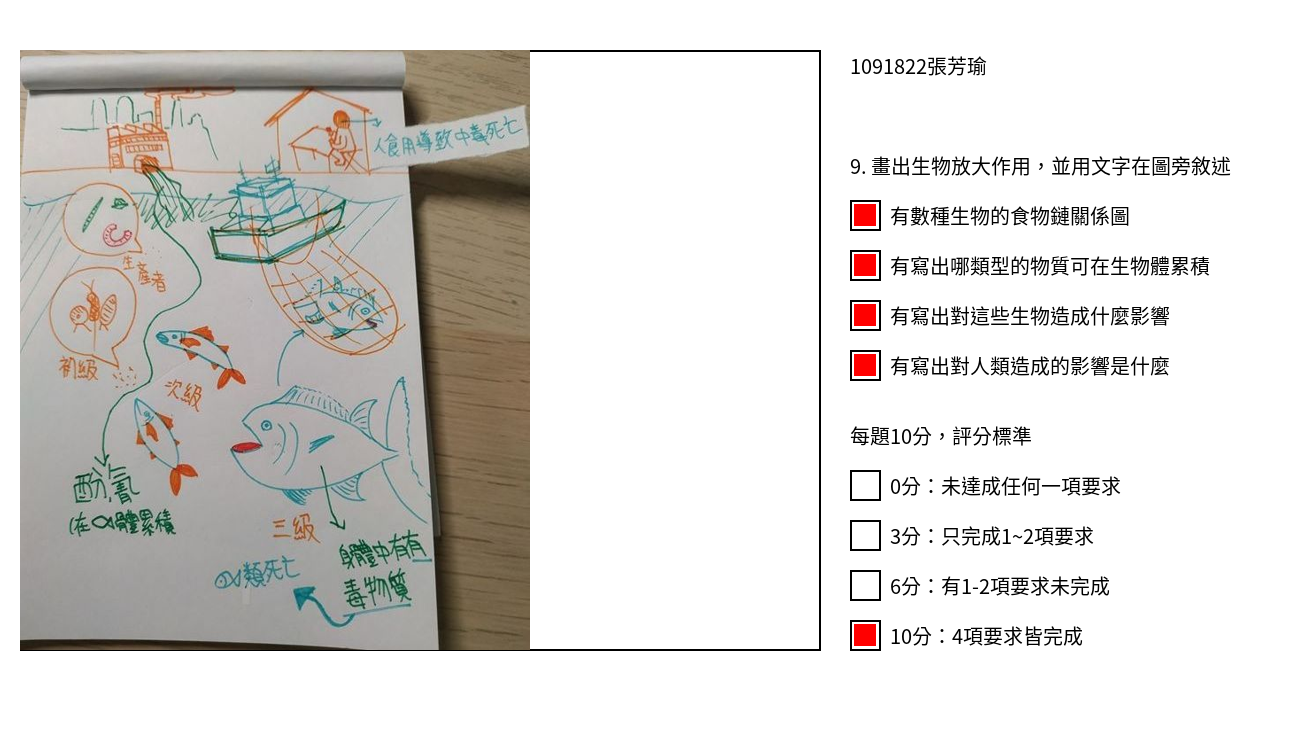 人食用導致中毒死亡
生產者
初級
次級
酚、氰
(在魚體累積
三級
身體中有有
毒物質
魚類死亡
1091822張芳瑜
9. 畫出生物放大作用，並用文字在圖旁敘述
有數種生物的食物鏈關係圖
有寫出哪類型的物質可在生物體累積
有寫出對這些生物造成什麼影響
有寫出對人類造成的影響是什麼
每題10分，評分標準
0分：未達成任何一項要求
3分：只完成1~2項要求
6分：有1-2項要求未完成
10分：4項要求皆完成